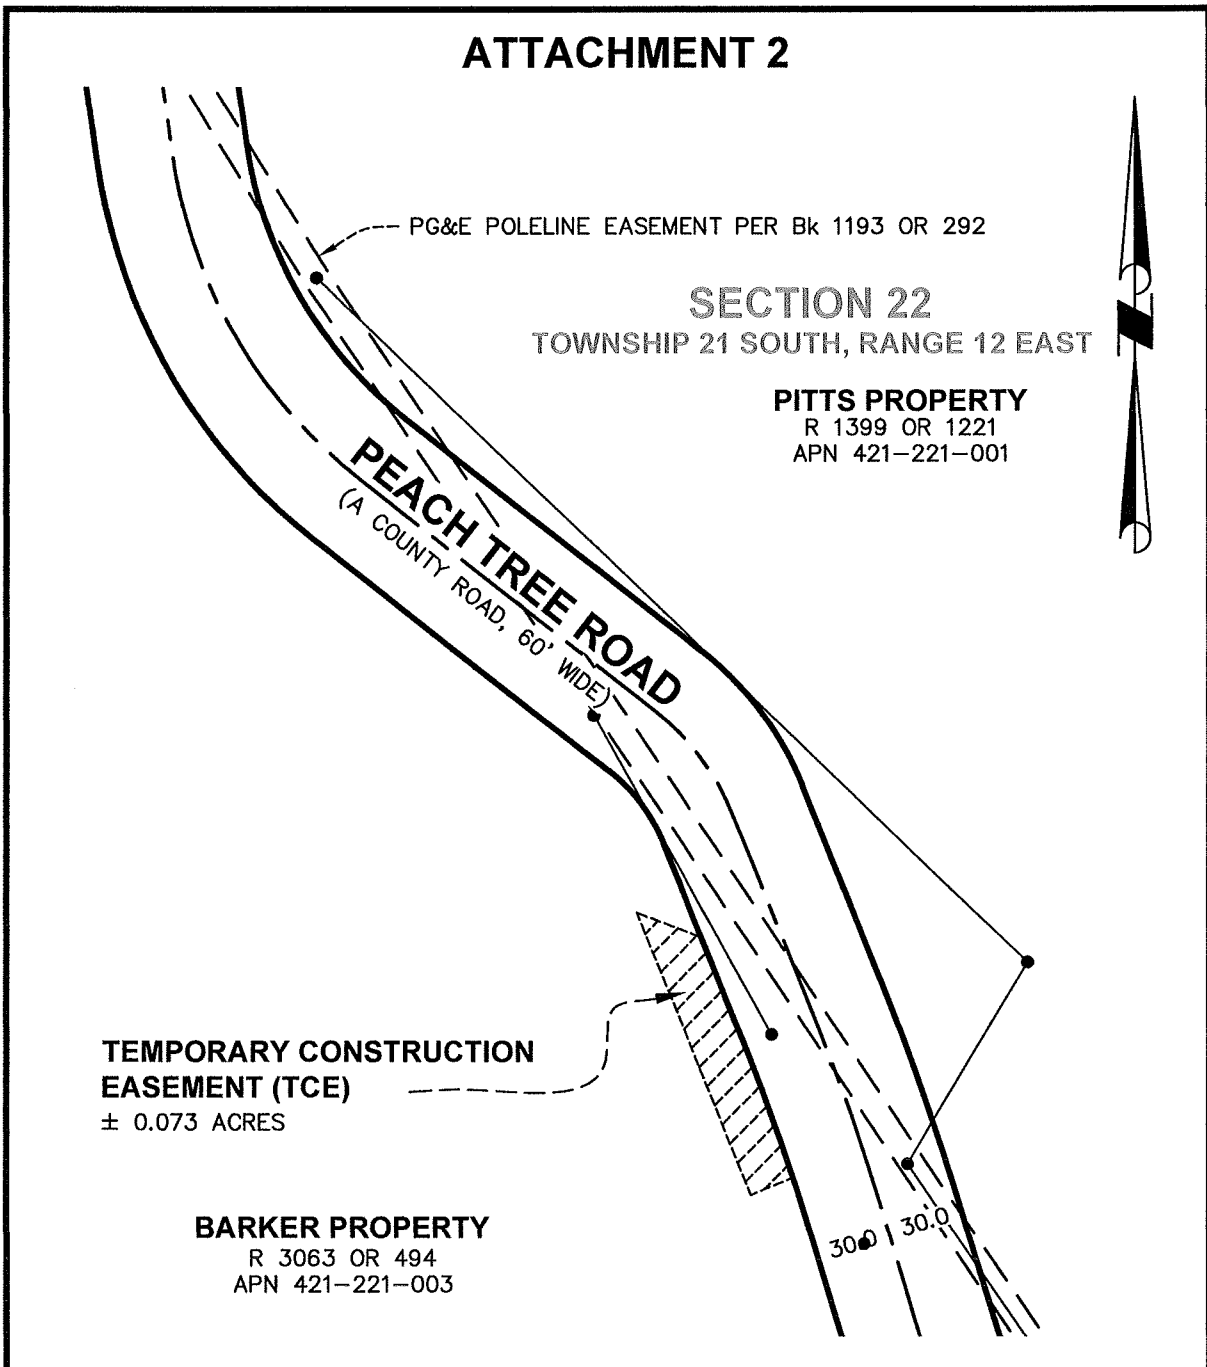 ATTACHMENT 2
PG&E POLELINE EASEMENT PER Bk 1193 OR 292
SECTION 22
TOWNSHIP 21 SOUTH, RANGE 12 EAST
N
PITTS PROPERTY
R 1399 OR 1221
APN 421-221-001
PEACH TREE ROAD
(A COUNTY ROAD, 60' WIDE)
TEMPORARY CONSTRUCTION
EASEMENT (TCE)
± 0.073 ACRES
BARKER PROPERTY
R 3063 OR 494
APN 421-221-003
30.0 30.0